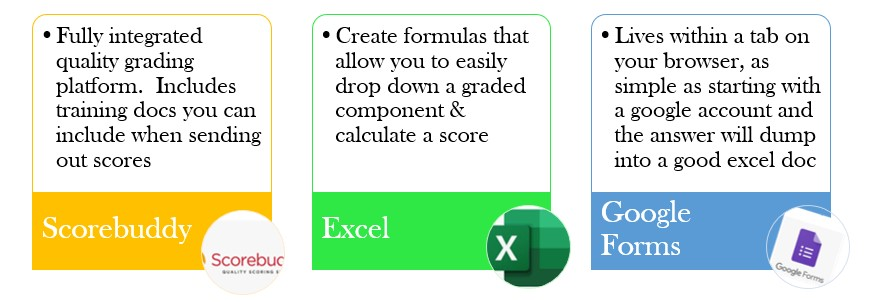 • Fully integrated
quality grading
platform.  Includes
training docs you can
include when sending
out scores
Scorebuddy
Scorebud
QUALITY SCORING S
• Create formulas that
allow you to easily
drop down a graded
component &
calculate a score
Excel
X
• Lives within a tab on
your browser, as
simple as starting with
a google account and
the answer will dump
into a good excel doc
Google
Forms
Google Forms